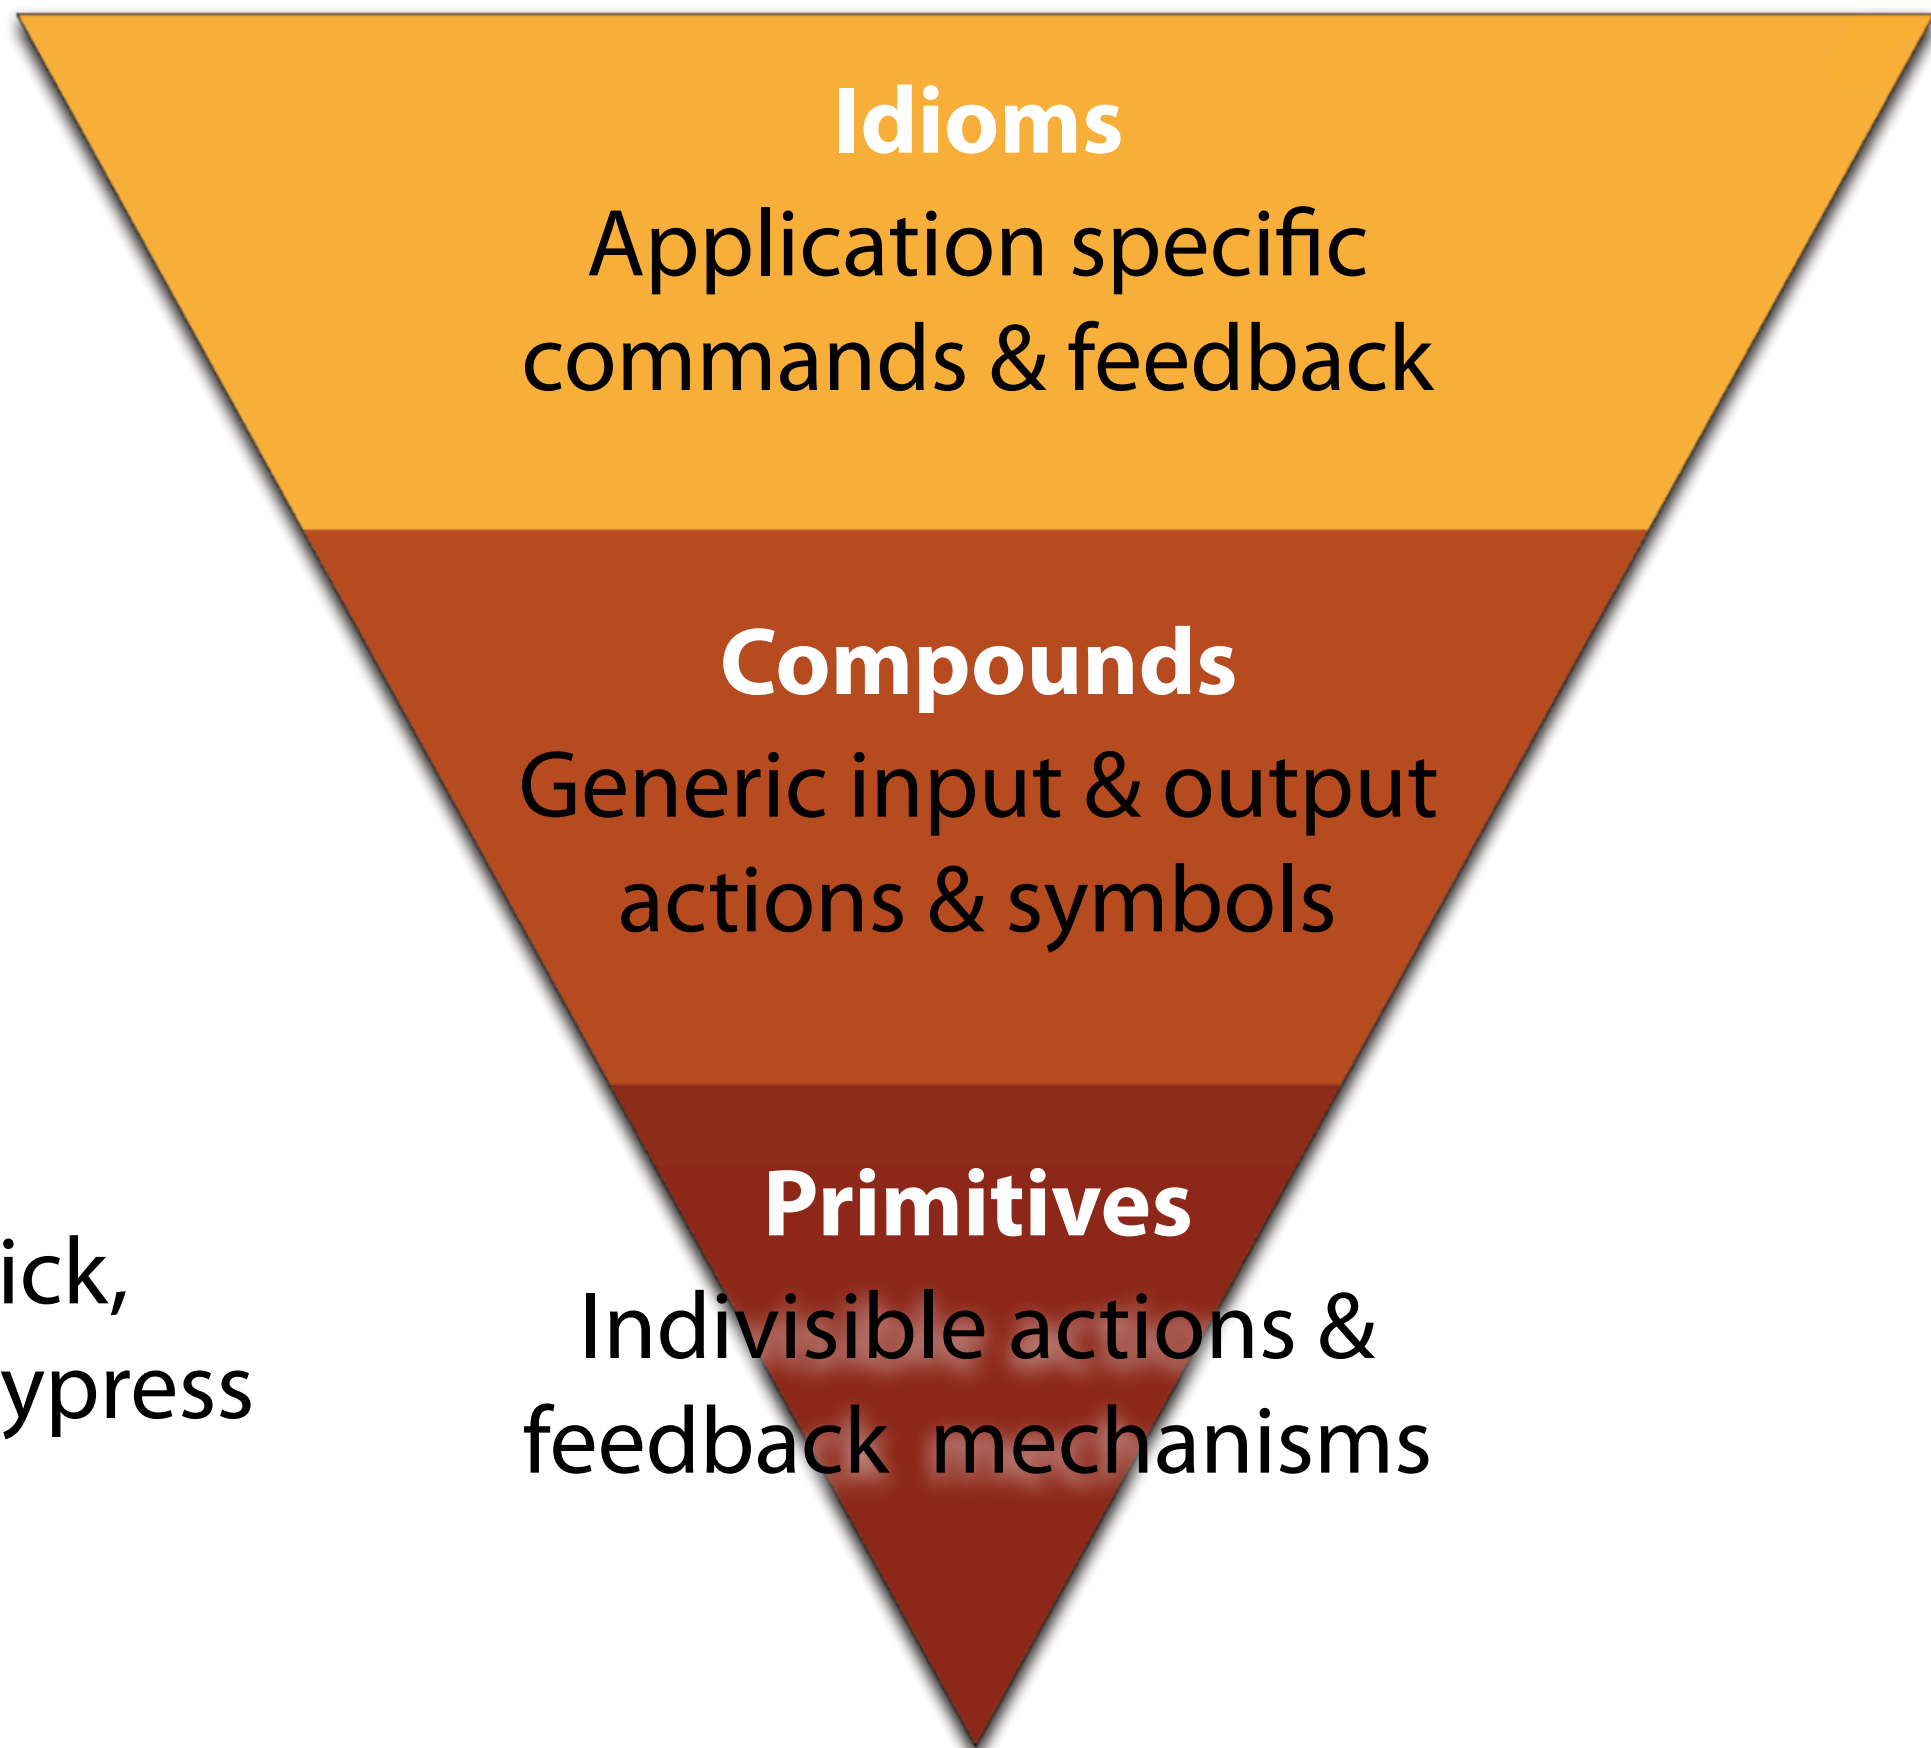 Idioms
Application specific
commands & feedback
Compounds
Generic input & output
actions & symbols
Primitives
Indivisible actions &
feedback mechanisms
ick,
ypress